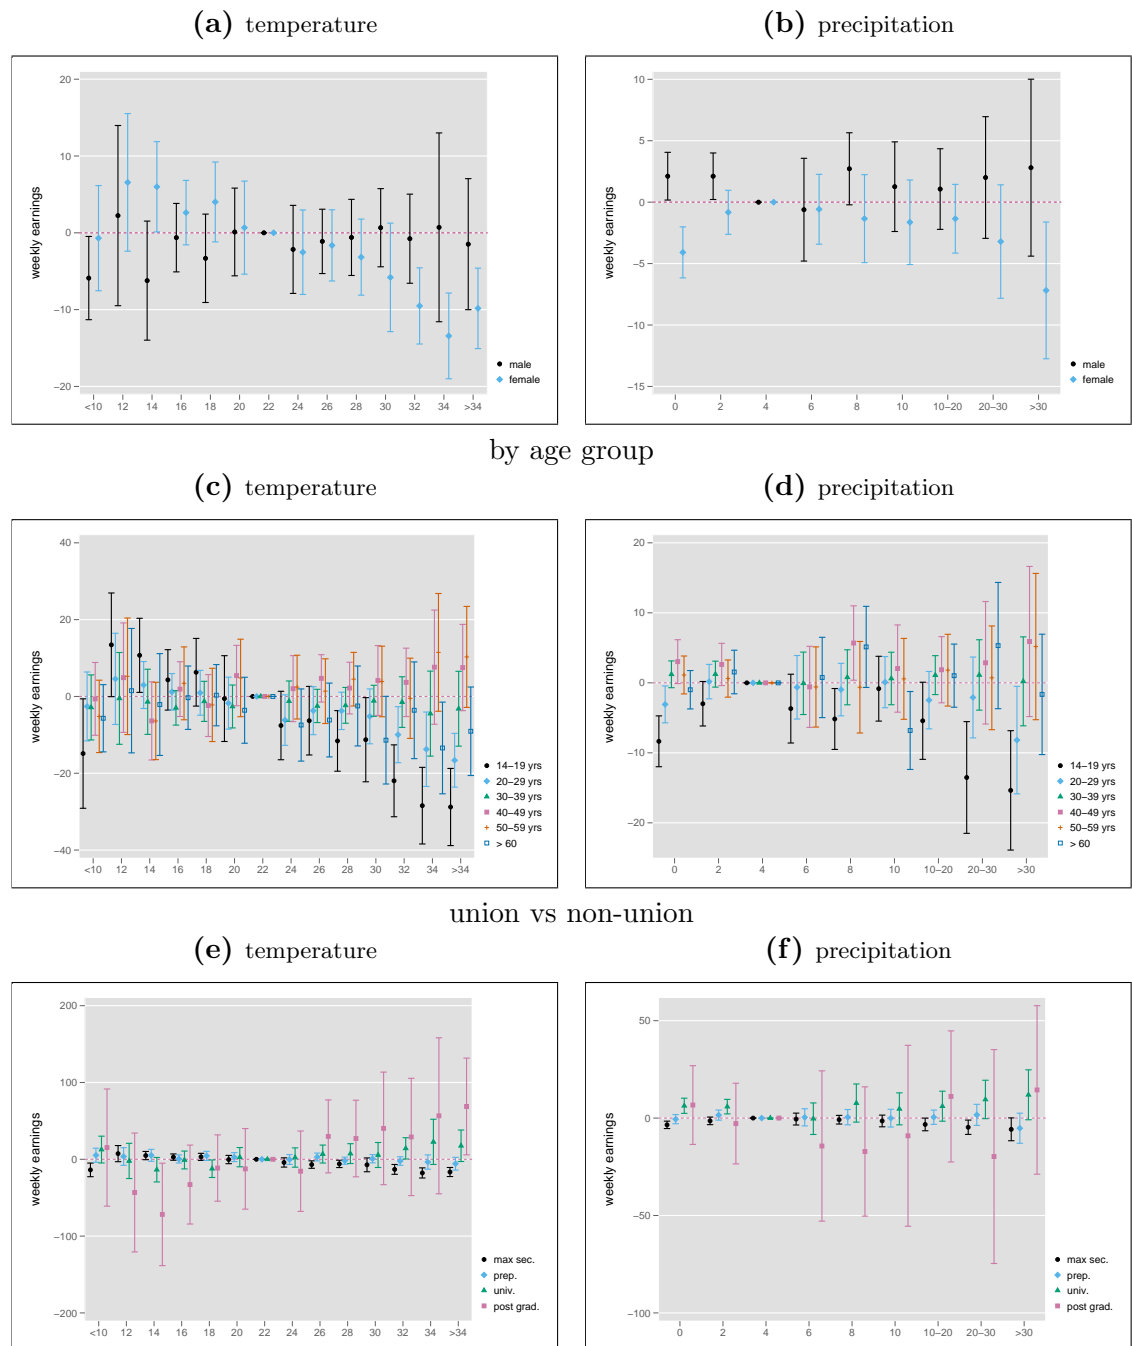 (a) temperature
(b) precipitation
20
10
0
−10
−20
weekly earnings
<10 12 14 16 18 20 22 24 26 28 30 32 34 >34
male
female
10
5
0
−5
−10
−15
weekly earnings
0 2 4 6 8 10 10−20 20−30 >30
male
female
by age group
(c) temperature
(d) precipitation
40
20
0
−20
−40
weekly earnings
<10 12 14 16 18 20 22 24 26 28 30 32 34 >34
14−19 yrs
20−29 yrs
30−39 yrs
40−49 yrs
50−59 yrs
> 60
20
10
0
−10
−20
weekly earnings
0 2 4 6 8 10 10−20 20−30 >30
14−19 yrs
20−29 yrs
30−39 yrs
40−49 yrs
50−59 yrs
> 60
union vs non-union
(e) temperature
(f) precipitation
200
100
0
−100
−200
weekly earnings
<10 12 14 16 18 20 22 24 26 28 30 32 34 >34
max sec.
prep.
univ.
post grad.
50
0
−50
−100
weekly earnings
0 2 4 6 8 10 10−20 20−30 >30
max sec.
prep.
univ.
post grad.